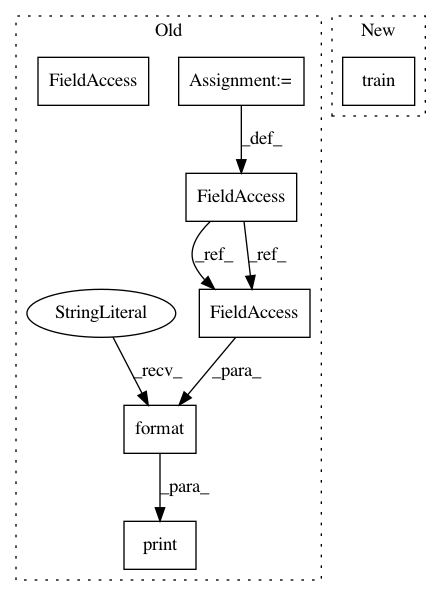 Old
New
FieldAccess
Assignment:=
train
_def_
FieldAccess
_ref_
_ref_
StringLiteral
FieldAccess
_recv_
_para_
format
_para_
print